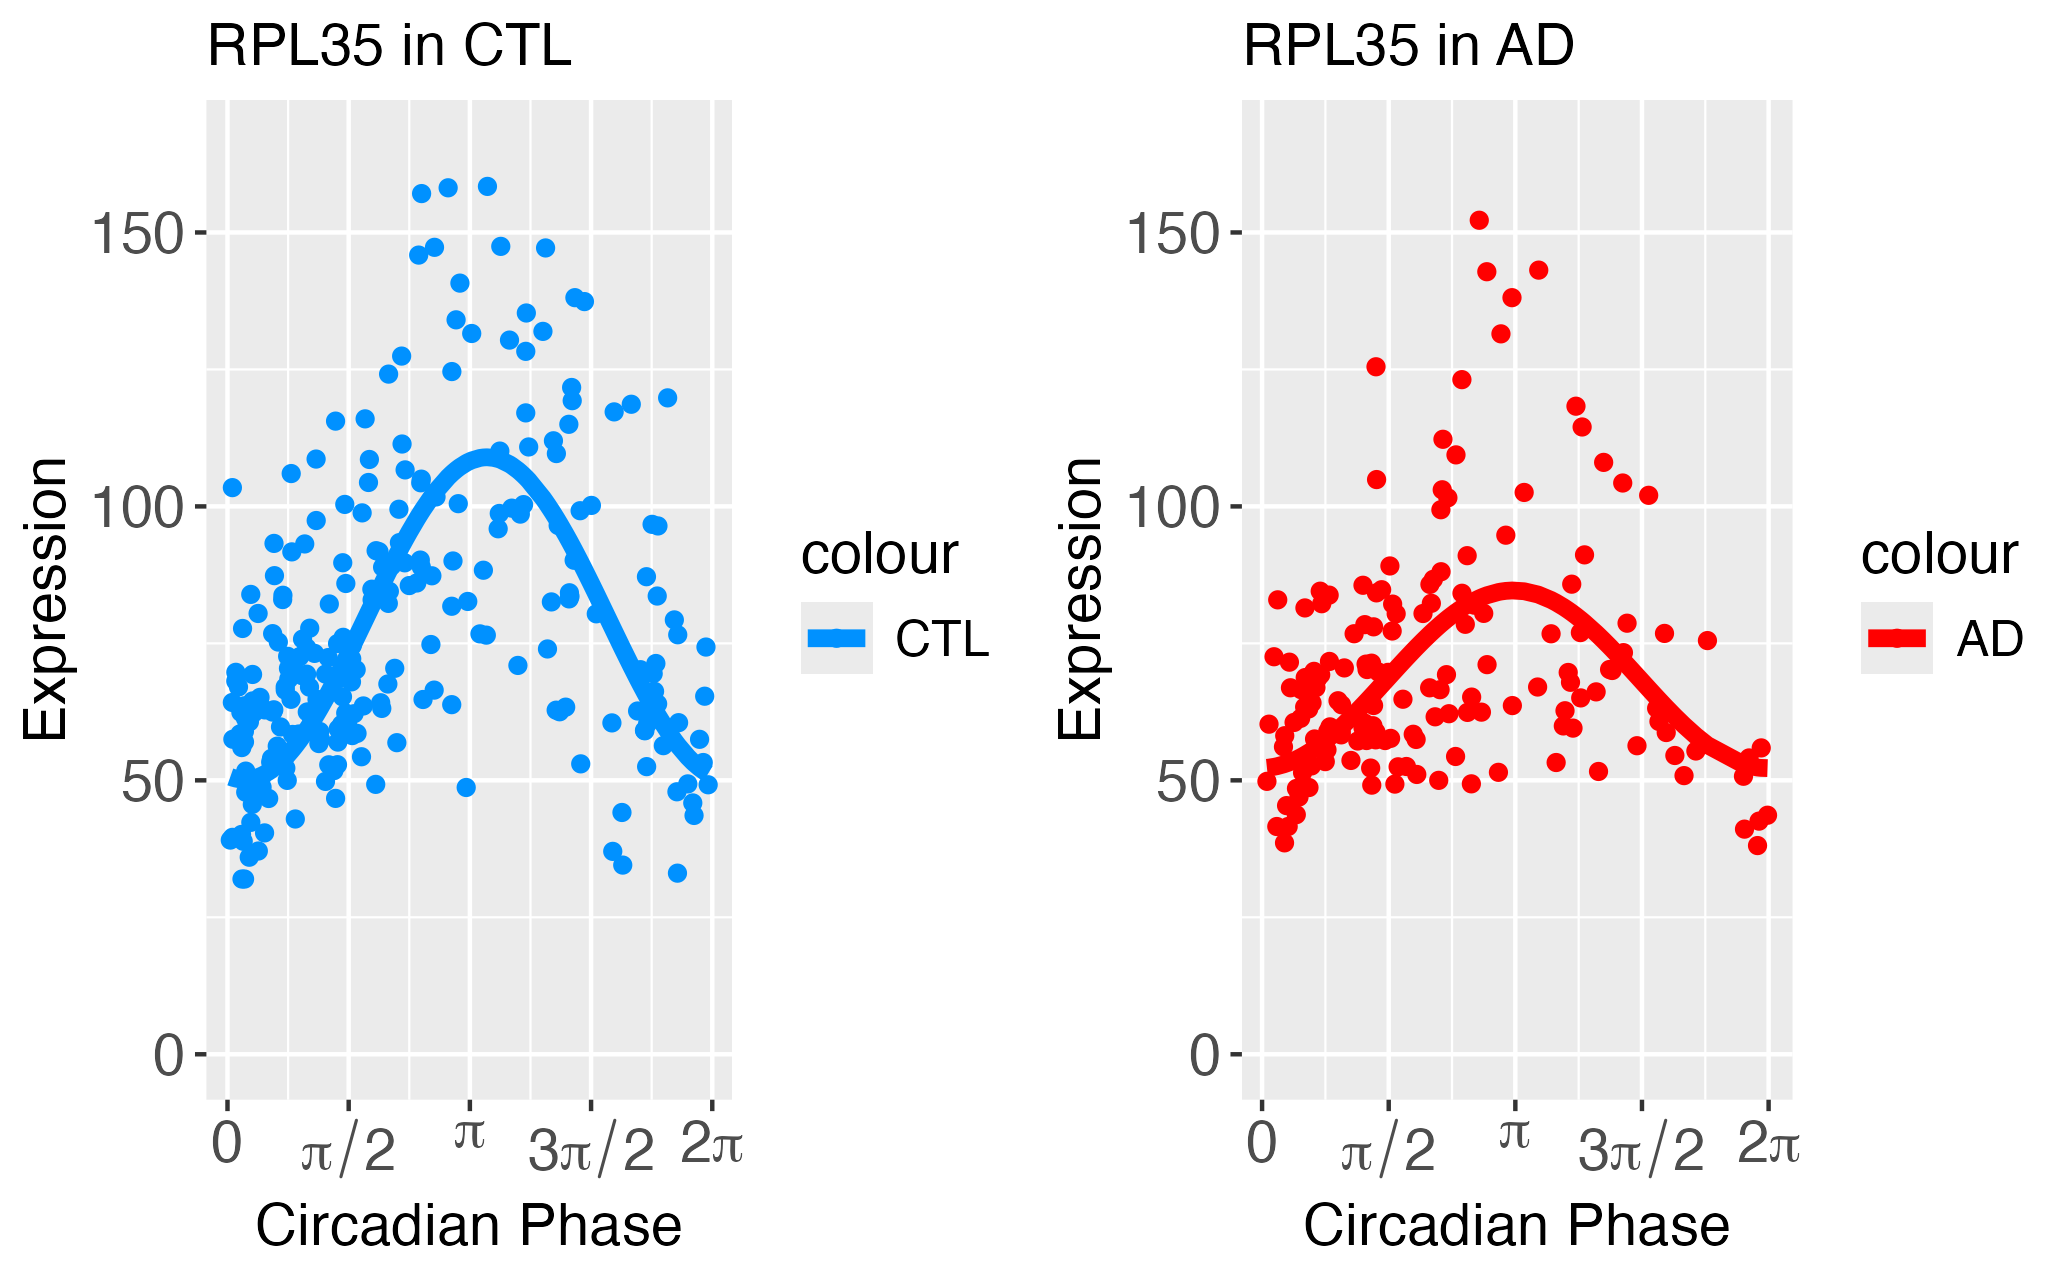 RPL35 in CTL
150
100
50
0
Expression
0 π/2 π 3π/2 2π
Circadian Phase
colour
CTL
RPL35 in AD
150
100
50
0
Expression
0 π/2 π 3π/2 2π
Circadian Phase
colour
AD